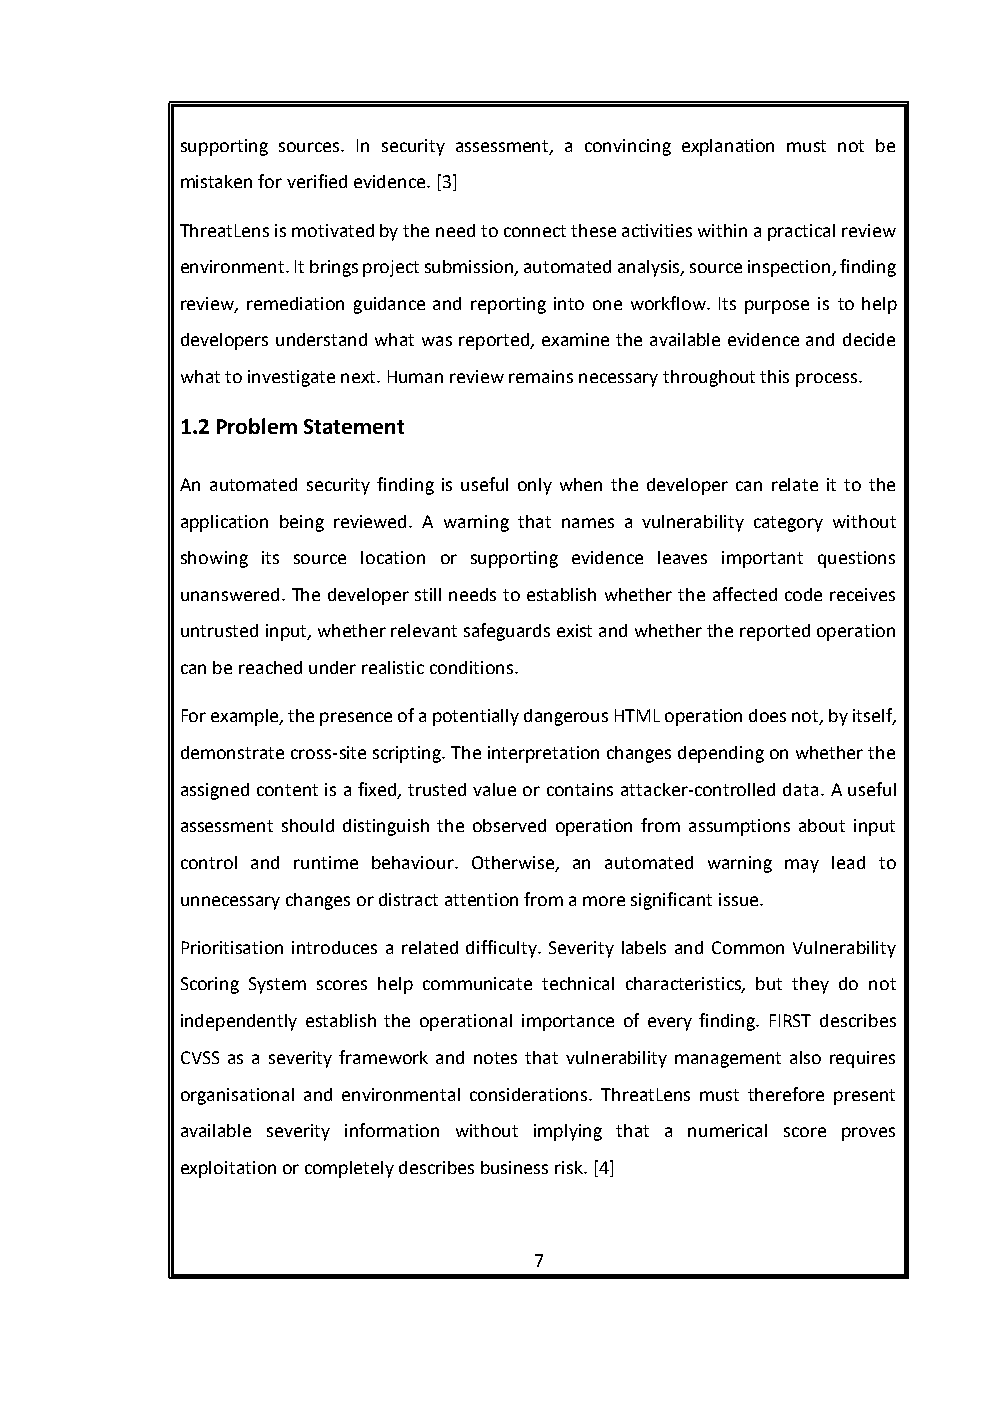 supporting sources. In security assessment, a convincing explanation must not be
mistaken for verified evidence. [3]
ThreatLens is motivated by the need to connect these activities within a practical review
environment. It brings project submission, automated analysis, source inspection, finding
review, remediation guidance and reporting into one workflow. Its purpose is to help
developers understand what was reported, examine the available evidence and decide
what to investigate next. Human review remains necessary throughout this process.
1.2 Problem Statement
An automated security finding is useful only when the developer can relate it to the
application being reviewed. A warning that names a vulnerability category without
showing its source location or supporting evidence leaves important questions
unanswered. The developer still needs to establish whether the affected code receives
untrusted input, whether relevant safeguards exist and whether the reported operation
can be reached under realistic conditions.
For example, the presence of a potentially dangerous HTML operation does not, by itself,
demonstrate cross-site scripting. The interpretation changes depending on whether the
assigned content is a fixed, trusted value or contains attacker-controlled data. A useful
assessment should distinguish the observed operation from assumptions about input
control and runtime behaviour. Otherwise, an automated warning may lead to
unnecessary changes or distract attention from a more significant issue.
Prioritisation introduces a related difficulty. Severity labels and Common Vulnerability
Scoring System scores help communicate technical characteristics, but they do not
independently establish the operational importance of every finding. FIRST describes
CVSS as a severity framework and notes that vulnerability management also requires
organisational and environmental considerations. ThreatLens must therefore present
available severity information without implying that a numerical score proves
exploitation or completely describes business risk. [4]
7